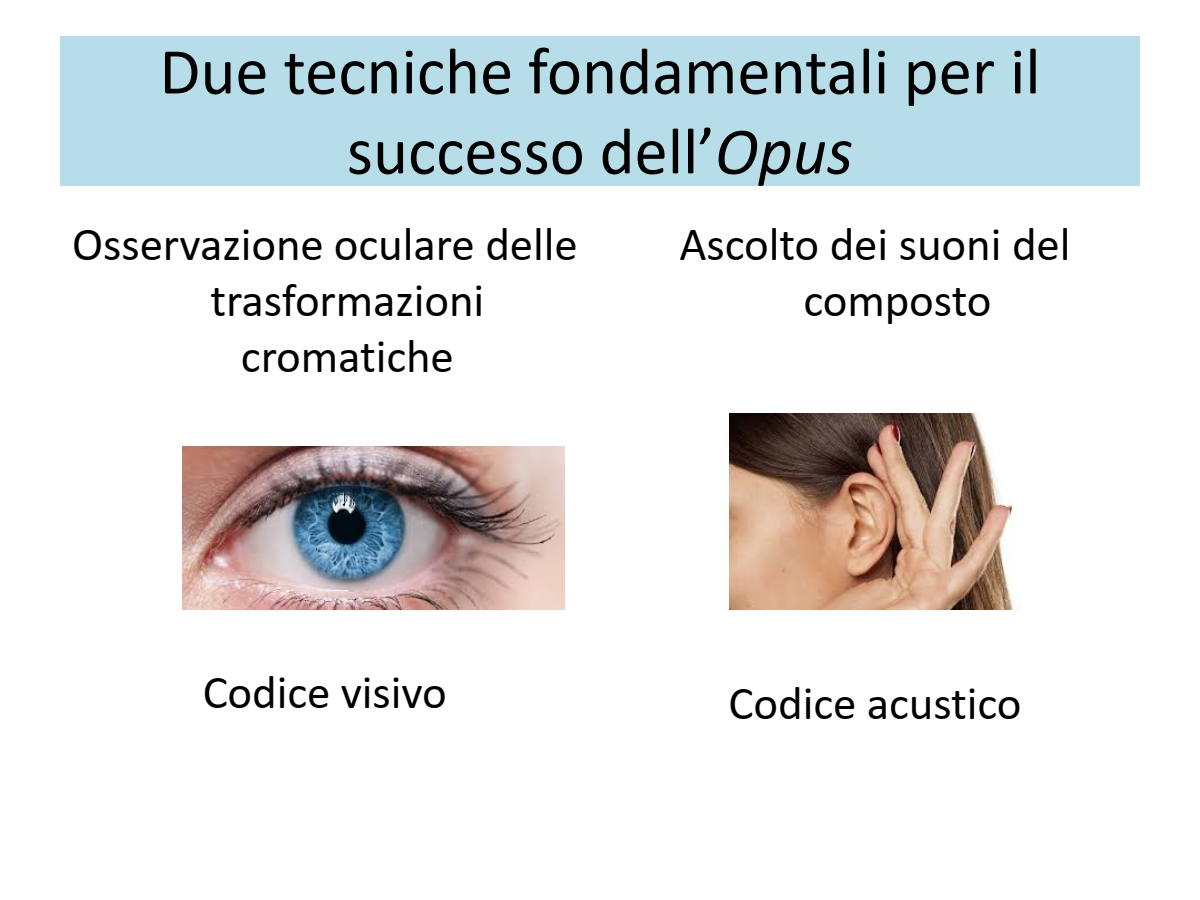 Due tecniche fondamentali per il
successo dell’Opus
Osservazione oculare delle
trasformazioni
cromatiche
Ascolto dei suoni del
composto
Codice visivo
Codice acustico